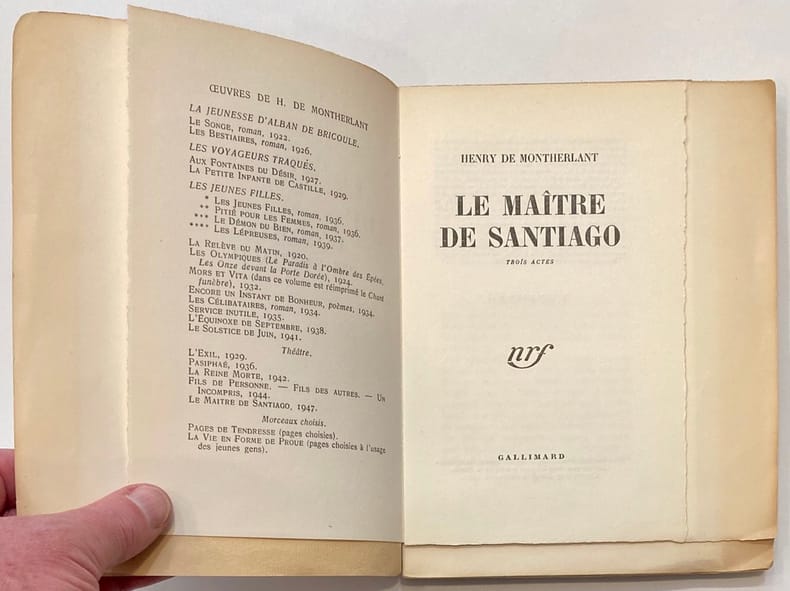 ŒUVRES DE H. DE MONTHERLANT
LA JEUNESSE D'ALBAN DE BRICOULE.
LE SONGE, roman, 1922.
LES BESTIAIRES, roman, 1926.
LES VOYAGEURS TRAQUÉS.
AUX FONTAINES DU DÉSIR, 1927.
LA PETITE INFANTE DE CASTILLE, 1929.
LES JEUNES FILLES.
* LES JEUNES FILLES, roman, 1936.
** PITIÉ POUR LES FEMMES, roman, 1936.
*** LE DÉMON DU BIEN, roman, 1937.
**** LES LÉPREUSES, roman, 1939.
LA RELÈVE DU MATIN, 1920.
LES OLYMPIQUES (Le Paradis à l'Ombre des Épées,
Les Onze devant la Porte Dorée), 1924.
MORS ET VITA (dans ce volume est réimprimé le Chant
funèbre), 1932.
ENCORE UN INSTANT DE BONHEUR, poèmes, 1934.
LES CÉLIBATAIRES, roman, 1934.
SERVICE INUTILE, 1935.
L'ÉQUINOXE DE SEPTEMBRE, 1938.
LE SOLSTICE DE JUIN, 1941.
Théâtre.
L'EXIL, 1929.
PASIPHAÉ, 1936.
LA REINE MORTE, 1942.
FILS DE PERSONNE. — FILS DES AUTRES. — UN
INCOMPRIS, 1944.
LE MAITRE DE SANTIAGO, 1947.
Morceaux choisis.
PAGES DE TENDRESSE (pages choisies).
LA VIE EN FORME DE PROUE (pages choisies à l'usage
des jeunes gens).
HENRY DE MONTHERLANT
LE MAÎTRE
DE SANTIAGO
TROIS ACTES
nrf
GALLIMARD